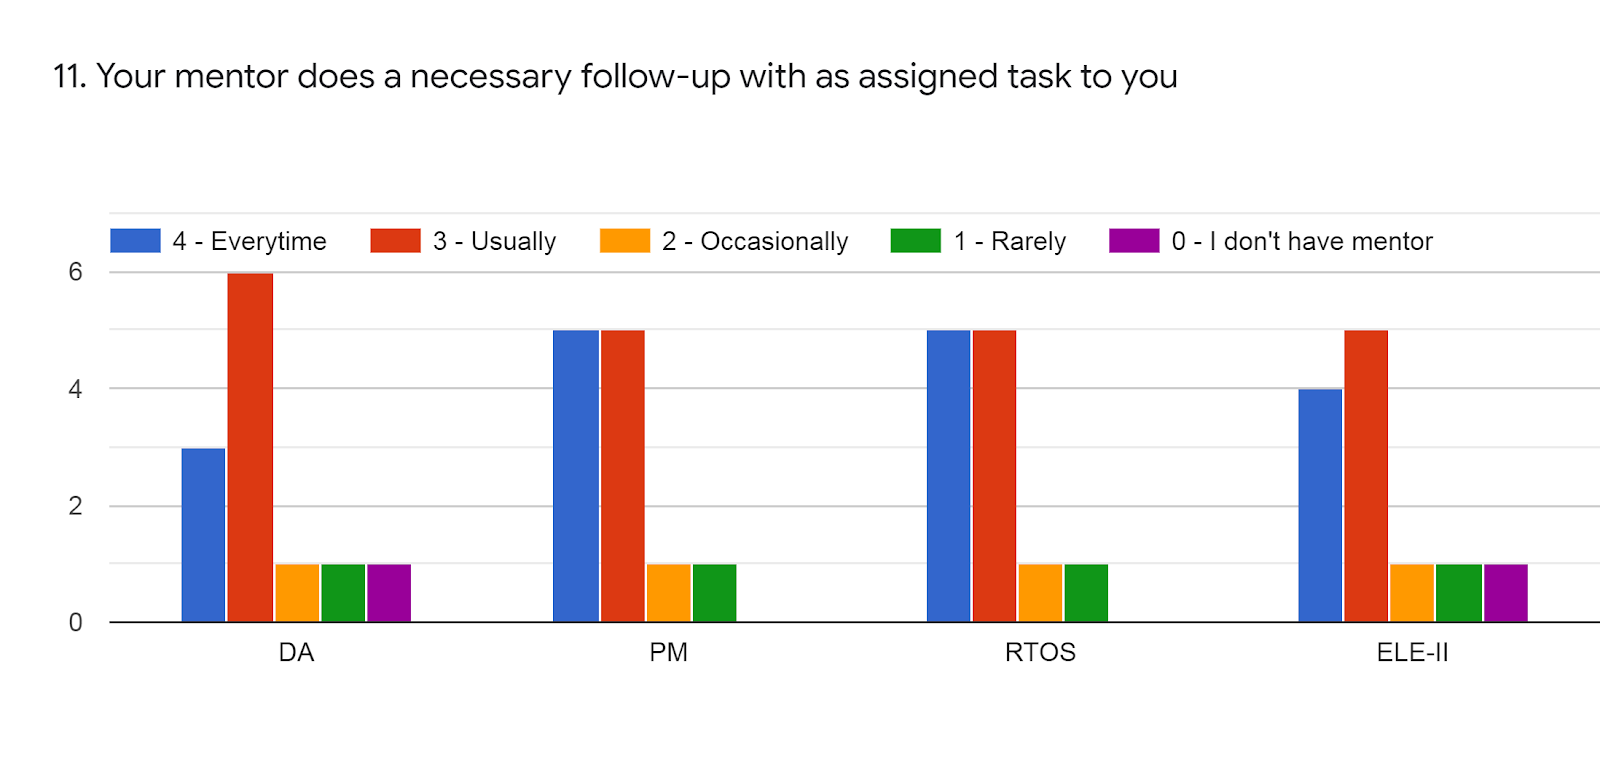 11. Your mentor does a necessary follow-up with as assigned task to you
4 - Everytime 3 - Usually 2 - Occasionally 1 - Rarely 0 - I don't have mentor
6
4
2
0
DA PM RTOS ELE-II